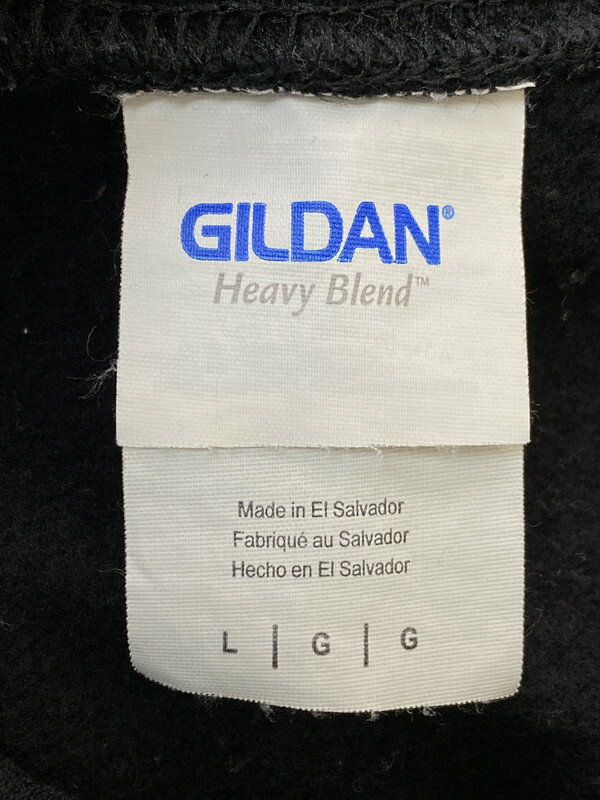 GILDAN®
Heavy Blend™
Made in El Salvador
Fabriqué au Salvador
Hecho en El Salvador
L | G | G